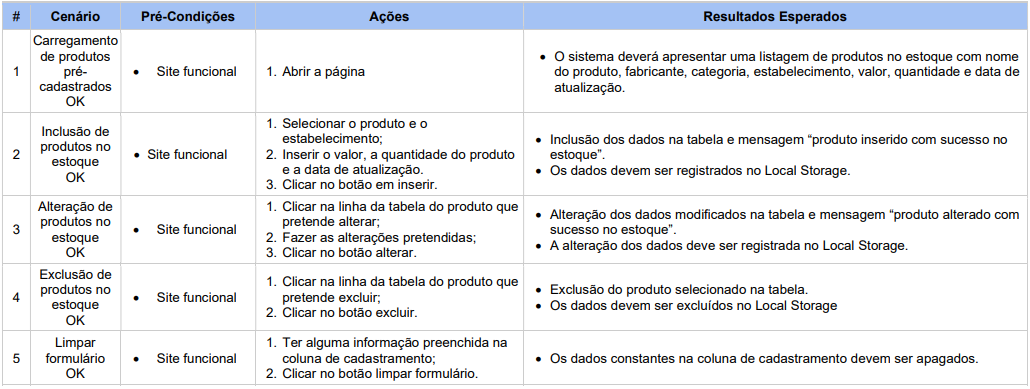 # Cenário Pré-Condições Ações Resultados Esperados
1
Carregamento
de produtos
pré-
cadastrados
OK
• Site funcional
1. Abrir a página
• O sistema deverá apresentar uma listagem de produtos no estoque com nome
do produto, fabricante, categoria, estabelecimento, valor, quantidade e data de
atualização.
2
Inclusão de
produtos no
estoque
OK
• Site funcional
1. Selecionar o produto e o
estabelecimento;
2. Inserir o valor, a quantidade do produto
e a data de atualização.
3. Clicar no botão em inserir.
• Inclusão dos dados na tabela e mensagem “produto inserido com sucesso no
estoque”.
• Os dados devem ser registrados no Local Storage.
3
Alteração de
produtos no
estoque
OK
• Site funcional
1. Clicar na linha da tabela do produto que
pretende alterar;
2. Fazer as alterações pretendidas;
3. Clicar no botão alterar.
• Alteração dos dados modificados na tabela e mensagem “produto alterado com
sucesso no estoque”.
• A alteração dos dados deve ser registrada no Local Storage.
4
Exclusão de
produtos no
estoque
OK
• Site funcional
1. Clicar na linha da tabela do produto que
pretende excluir;
2. Clicar no botão excluir.
• Exclusão do produto selecionado na tabela.
• Os dados devem ser excluídos no Local Storage
5
Limpar
formulário
OK
• Site funcional
1. Ter alguma informação preenchida na
coluna de cadastramento;
2. Clicar no botão limpar formulário.
• Os dados constantes na coluna de cadastramento devem ser apagados.